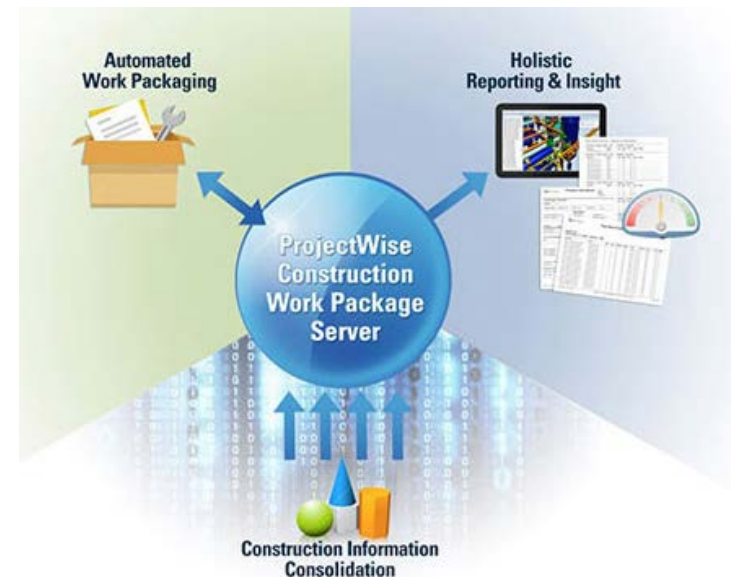 Automated
Work Packaging
Holistic
Reporting & Insight
ProjectWise
Construction
Work Package
Server
Construction Information
Consolidation